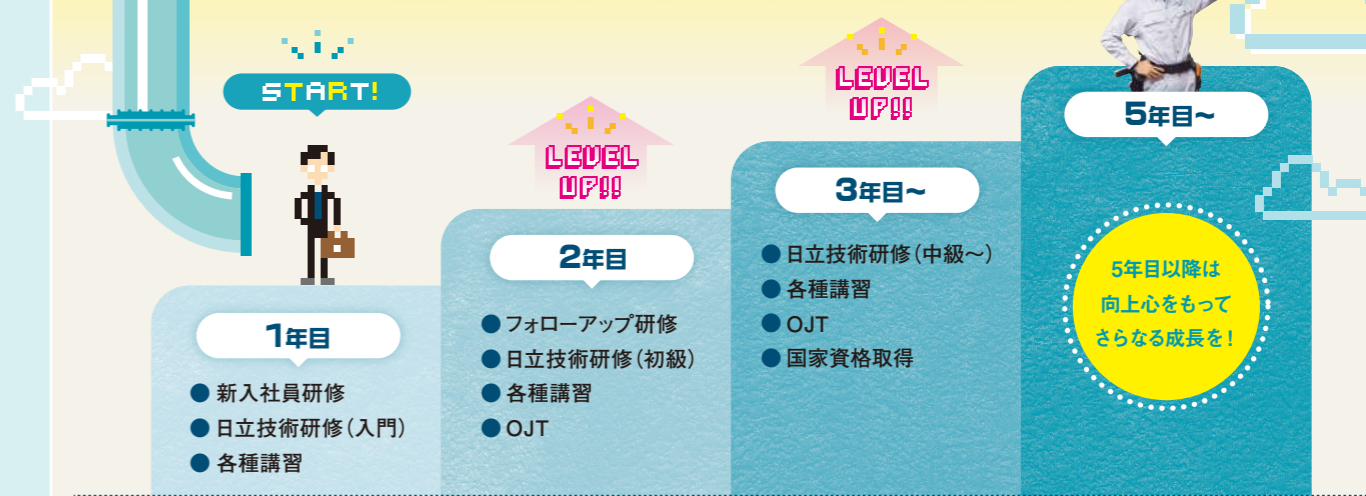 START!
1年目
● 新入社員研修
● 日立技術研修(入門)
● 各種講習
LEVEL
UP!!
2年目
● フォローアップ研修
● 日立技術研修(初級)
● 各種講習
● OJT
LEVEL
UP!!
3年目～
● 日立技術研修(中級～)
● 各種講習
● OJT
● 国家資格取得
5年目～
5年目以降は
向上心をもって
さらなる成長を!